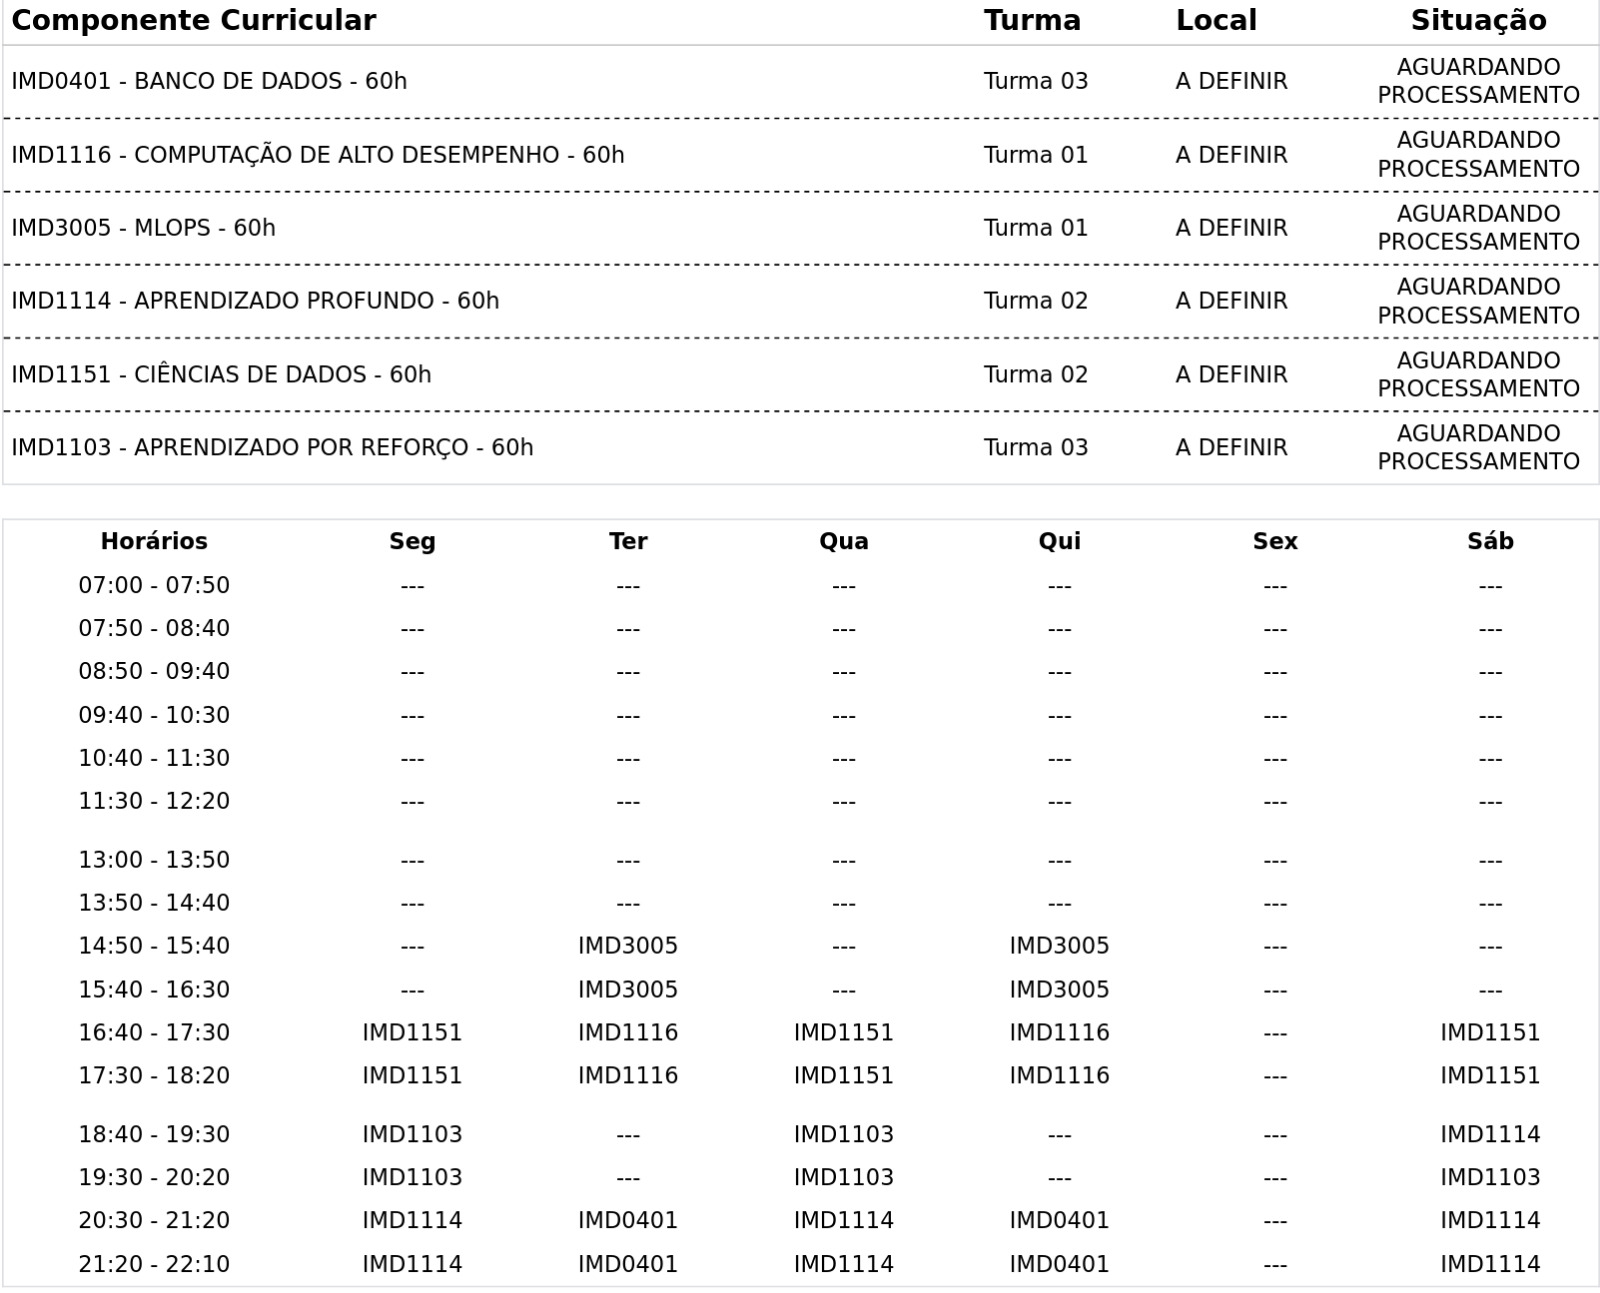 Componente Curricular Turma Local Situação
IMD0401 - BANCO DE DADOS - 60h Turma 03 A DEFINIR AGUARDANDO
PROCESSAMENTO
IMD1116 - COMPUTAÇÃO DE ALTO DESEMPENHO - 60h Turma 01 A DEFINIR AGUARDANDO
PROCESSAMENTO
IMD3005 - MLOPS - 60h Turma 01 A DEFINIR AGUARDANDO
PROCESSAMENTO
IMD1114 - APRENDIZADO PROFUNDO - 60h Turma 02 A DEFINIR AGUARDANDO
PROCESSAMENTO
IMD1151 - CIÊNCIAS DE DADOS - 60h Turma 02 A DEFINIR AGUARDANDO
PROCESSAMENTO
IMD1103 - APRENDIZADO POR REFORÇO - 60h Turma 03 A DEFINIR AGUARDANDO
PROCESSAMENTO
Horários Seg Ter Qua Qui Sex Sáb
07:00 - 07:50 --- --- --- --- --- ---
07:50 - 08:40 --- --- --- --- --- ---
08:50 - 09:40 --- --- --- --- --- ---
09:40 - 10:30 --- --- --- --- --- ---
10:40 - 11:30 --- --- --- --- --- ---
11:30 - 12:20 --- --- --- --- --- ---
13:00 - 13:50 --- --- --- --- --- ---
13:50 - 14:40 --- --- --- --- --- ---
14:50 - 15:40 --- IMD3005 --- IMD3005 --- ---
15:40 - 16:30 --- IMD3005 --- IMD3005 --- ---
16:40 - 17:30 IMD1151 IMD1116 IMD1151 IMD1116 --- IMD1151
17:30 - 18:20 IMD1151 IMD1116 IMD1151 IMD1116 --- IMD1151
18:40 - 19:30 IMD1103 --- IMD1103 --- --- IMD1114
19:30 - 20:20 IMD1103 --- IMD1103 --- --- IMD1103
20:30 - 21:20 IMD1114 IMD0401 IMD1114 IMD0401 --- IMD1114
21:20 - 22:10 IMD1114 IMD0401 IMD1114 IMD0401 --- IMD1114